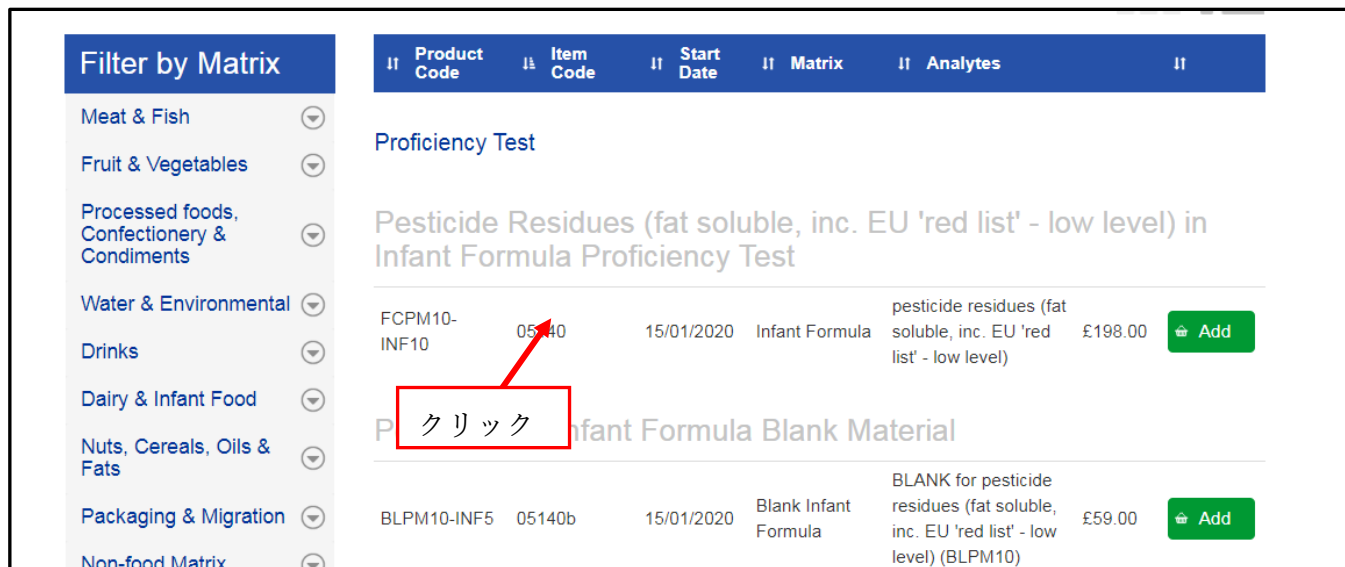 Filter by Matrix
Meat & Fish
Fruit & Vegetables
Processed foods,
Confectionery &
Condiments
Water & Environmental
Drinks
Dairy & Infant Food
Nuts, Cereals, Oils &
Fats
Packaging & Migration
Non-food Matrix
Product Code
Item Code
Start Date
Matrix
Analytes
Proficiency Test
Pesticide Residues (fat soluble, inc. EU 'red list' - low level) in
Infant Formula Proficiency Test
FCPM10-
INF10
15/01/2020
Infant Formula
pesticide residues (fat
soluble, inc. EU 'red
list' - low level)
£198.00
Add
クリック
Infant Formula Blank Material
BLPM10-INF5
05140b
15/01/2020
Blank Infant
Formula
BLANK for pesticide
residues (fat soluble,
inc. EU 'red list' - low
level) (BLPM10)
£59.00
Add